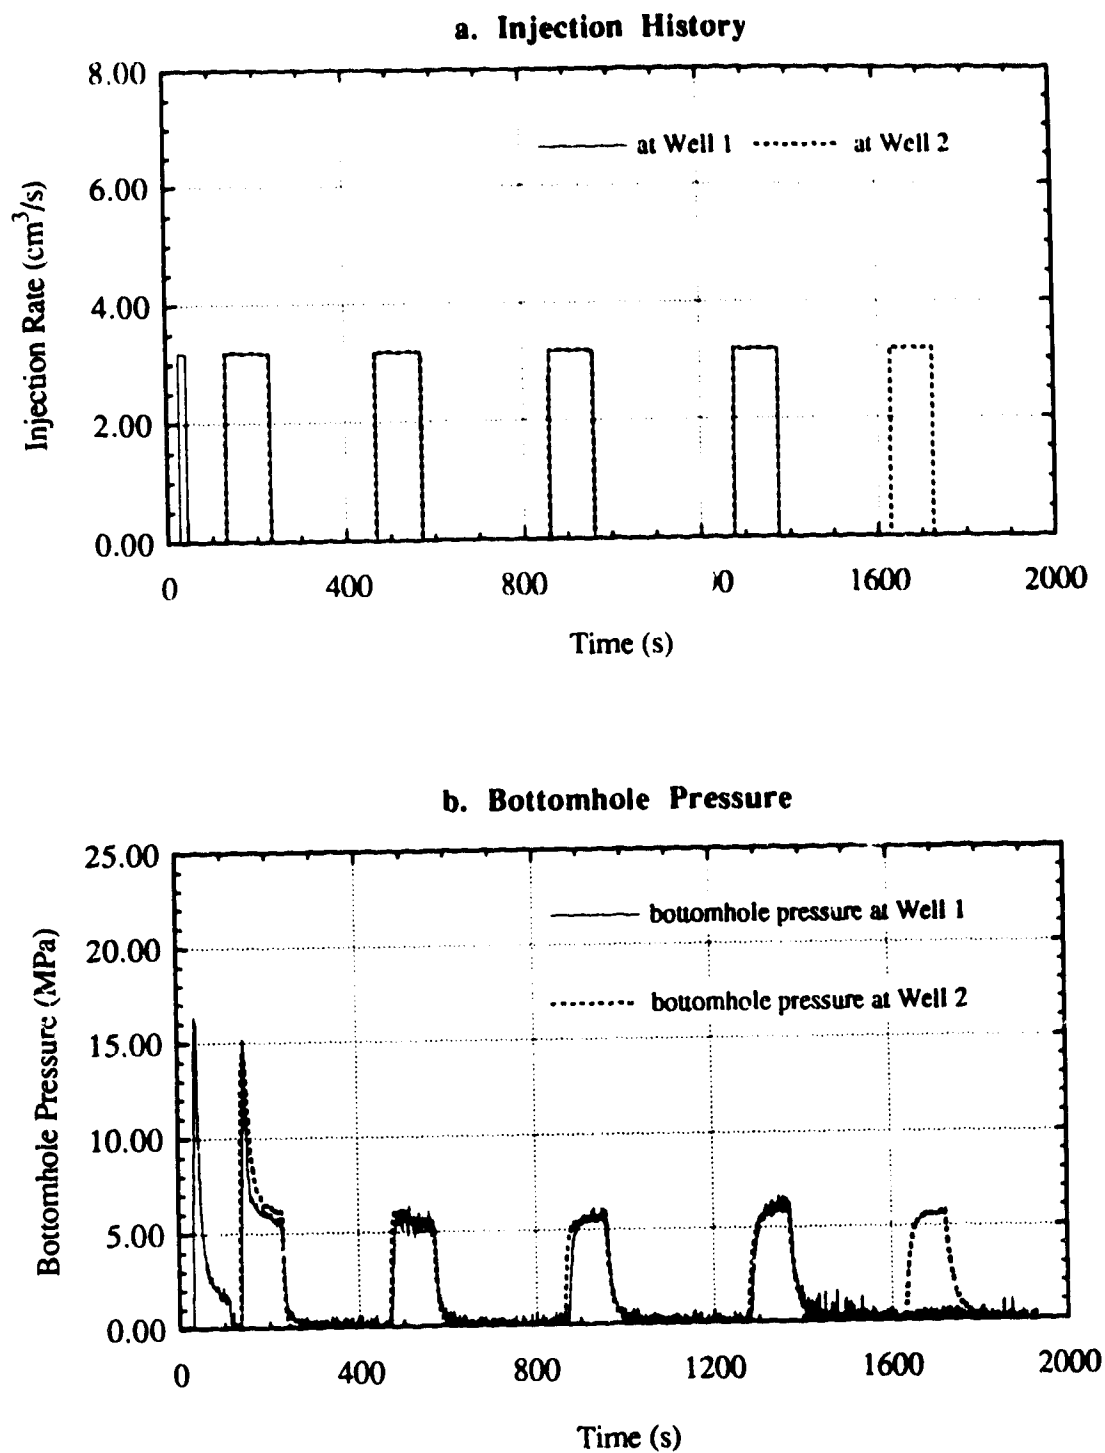 a. Injection History
8.00
6.00
4.00
2.00
0.00
Injection Rate (cm³/s)
at Well 1 at Well 2
0 400 800 00 1600 2000
Time (s)
b. Bottomhole Pressure
25.00
20.00
15.00
10.00
5.00
0.00
Bottomhole Pressure (MPa)
bottomhole pressure at Well 1
bottomhole pressure at Well 2
0 400 800 1200 1600 2000
Time (s)